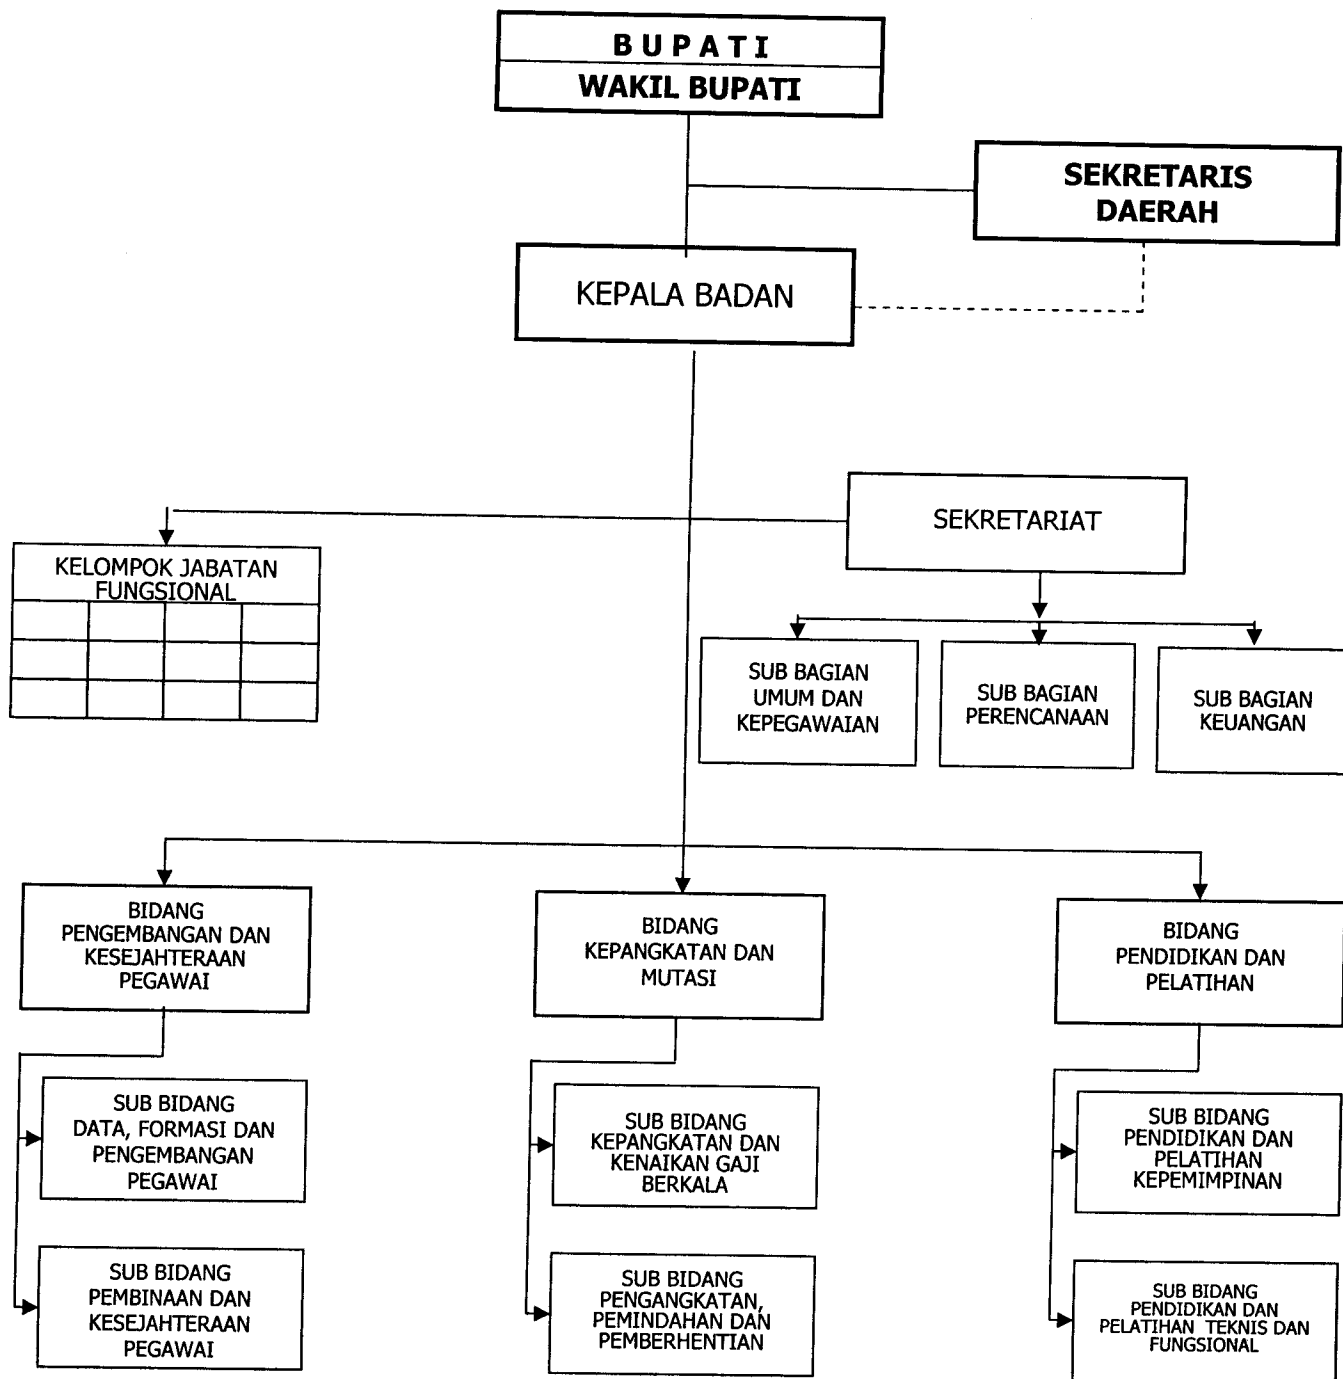 B U P A T I
WAKIL BUPATI
SEKRETARIS
DAERAH
KEPALA BADAN
SEKRETARIAT
KELOMPOK JABATAN
FUNGSIONAL
SUB BAGIAN
UMUM DAN
KEPEGAWAIAN
SUB BAGIAN
PERENCANAAN
SUB BAGIAN
KEUANGAN
BIDANG
PENGEMBANGAN DAN
KESEJAHTERAAN
PEGAWAI
BIDANG
KEPANGKATAN DAN
MUTASI
BIDANG
PENDIDIKAN DAN
PELATIHAN
SUB BIDANG
DATA, FORMASI DAN
PENGEMBANGAN
PEGAWAI
SUB BIDANG
KEPANGKATAN DAN
KENAIKAN GAJI
BERKALA
SUB BIDANG
PENDIDIKAN DAN
PELATIHAN
KEPEMIMPINAN
SUB BIDANG
PEMBINAAN DAN
KESEJAHTERAAN
PEGAWAI
SUB BIDANG
PENGANGKATAN,
PEMINDAHAN DAN
PEMBERHENTIAN
SUB BIDANG
PENDIDIKAN DAN
PELATIHAN TEKNIS DAN
FUNGSIONAL